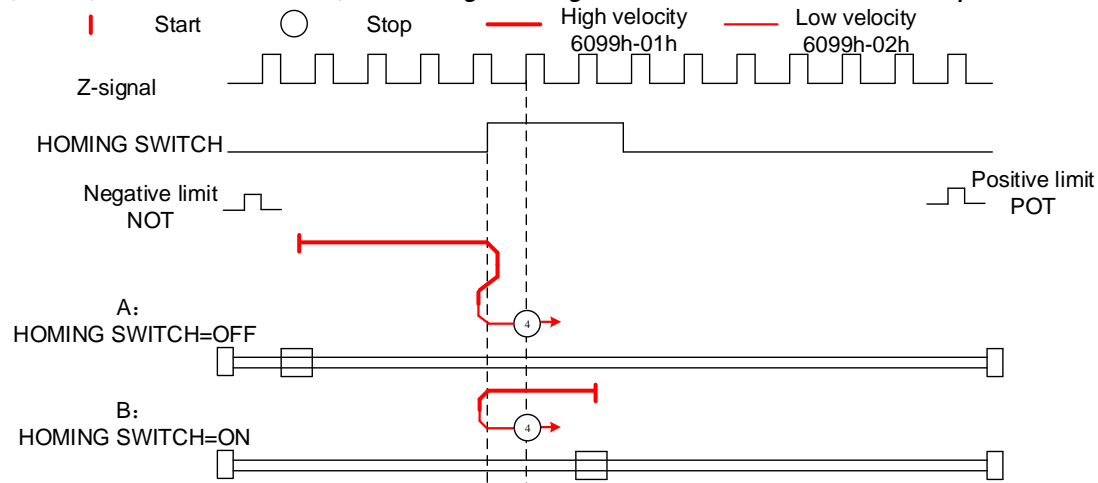 Start
Stop
High velocity
6099h-01h
Low velocity
6099h-02h
Z-signal
HOMING SWITCH
Negative limit
NOT
Positive limit
POT
A:
HOMING SWITCH=OFF
4
B:
HOMING SWITCH=ON
4